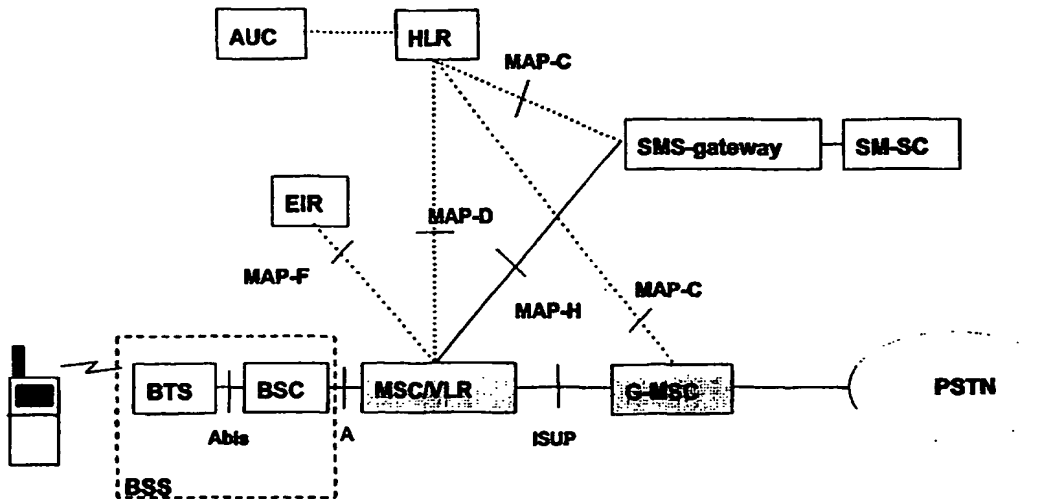 AUC
HLR
MAP-C
SMS-gateway
SM-SC
EIR
MAP-D
MAP-F
MAP-C
MAP-H
BTS
BSC
MSC/VLR
G-MSC
PSTN
Abis
A
ISUP
BSS